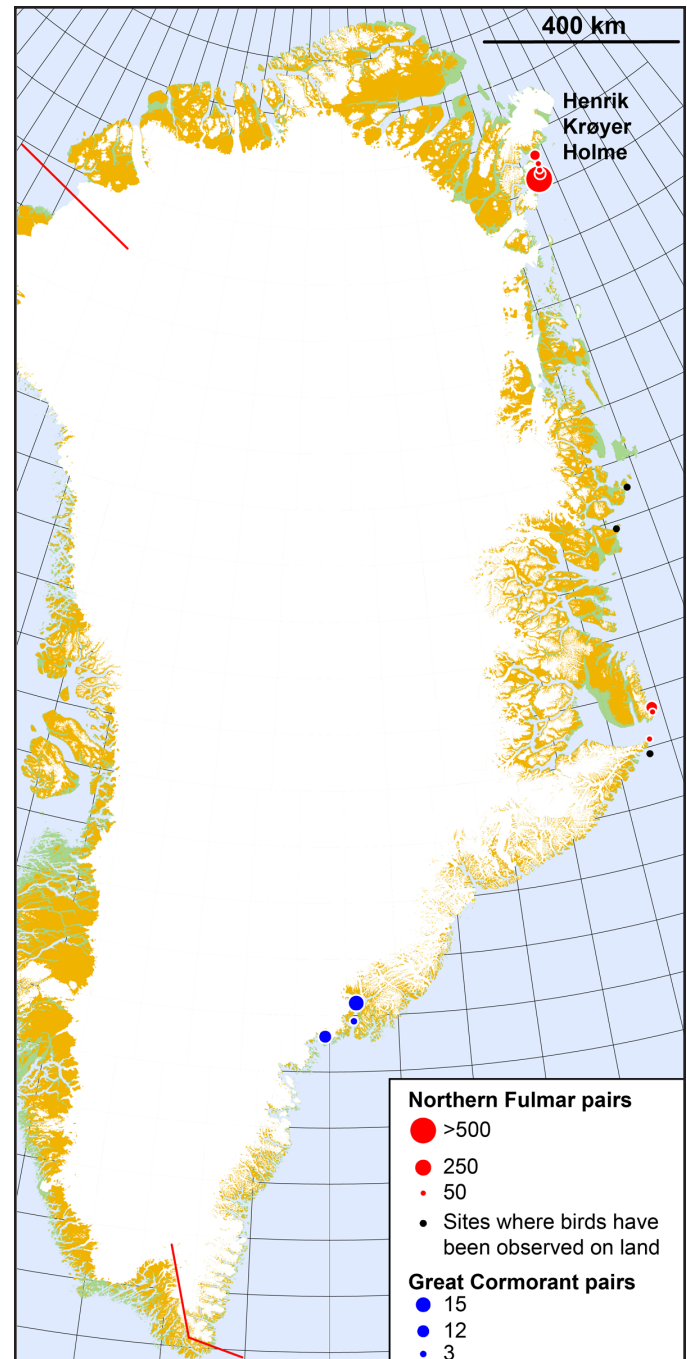 400 km
Henrik
Krøyer
Holme
Northern Fulmar pairs
>500
250
50
Sites where birds have
been observed on land
Great Cormorant pairs
15
12
3